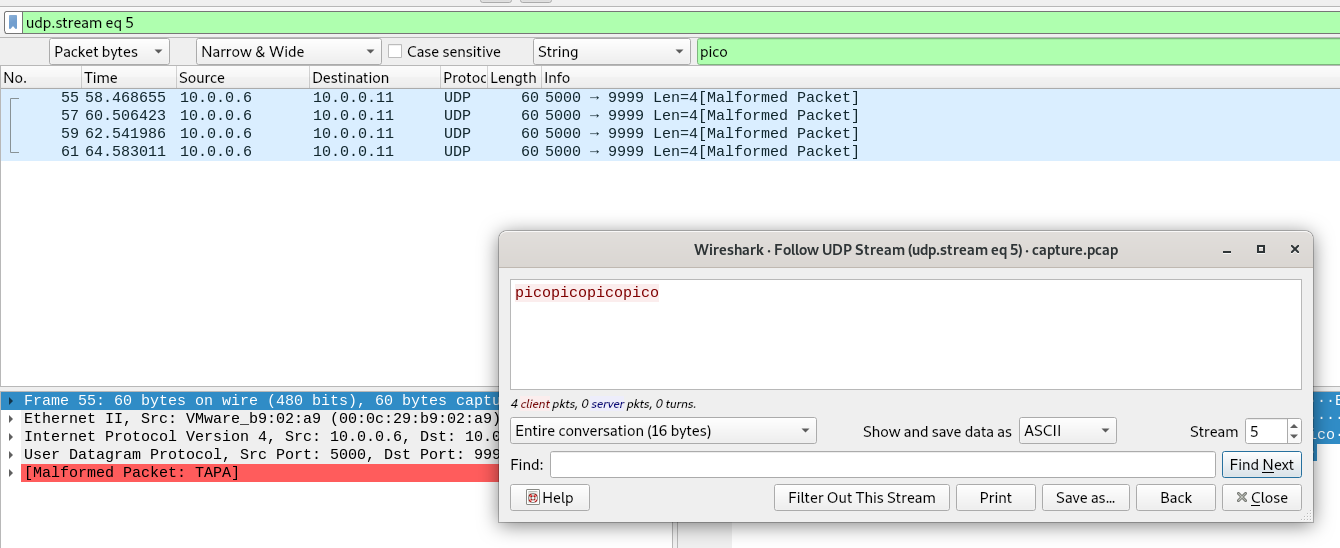 udp.stream eq 5
Packet bytes Narrow & Wide Case sensitive String pico
No. Time Source Destination Protoc Length Info
55 58.468655 10.0.0.6 10.0.0.11 UDP 60 5000 → 9999 Len=4[Malformed Packet]
57 60.506423 10.0.0.6 10.0.0.11 UDP 60 5000 → 9999 Len=4[Malformed Packet]
59 62.541986 10.0.0.6 10.0.0.11 UDP 60 5000 → 9999 Len=4[Malformed Packet]
61 64.583011 10.0.0.6 10.0.0.11 UDP 60 5000 → 9999 Len=4[Malformed Packet]
Wireshark · Follow UDP Stream (udp.stream eq 5) · capture.pcap
picopicopicopico
4 client pkts, 0 server pkts, 0 turns.
Entire conversation (16 bytes) Show and save data as ASCII Stream 5
Find: Find Next
Help Filter Out This Stream Print Save as... Back Close
Frame 55: 60 bytes on wire (480 bits), 60 bytes captu
Ethernet II, Src: VMware_b9:02:a9 (00:0c:29:b9:02:a9)
Internet Protocol Version 4, Src: 10.0.0.6, Dst: 10.0
User Datagram Protocol, Src Port: 5000, Dst Port: 999
[Malformed Packet: TAPA]